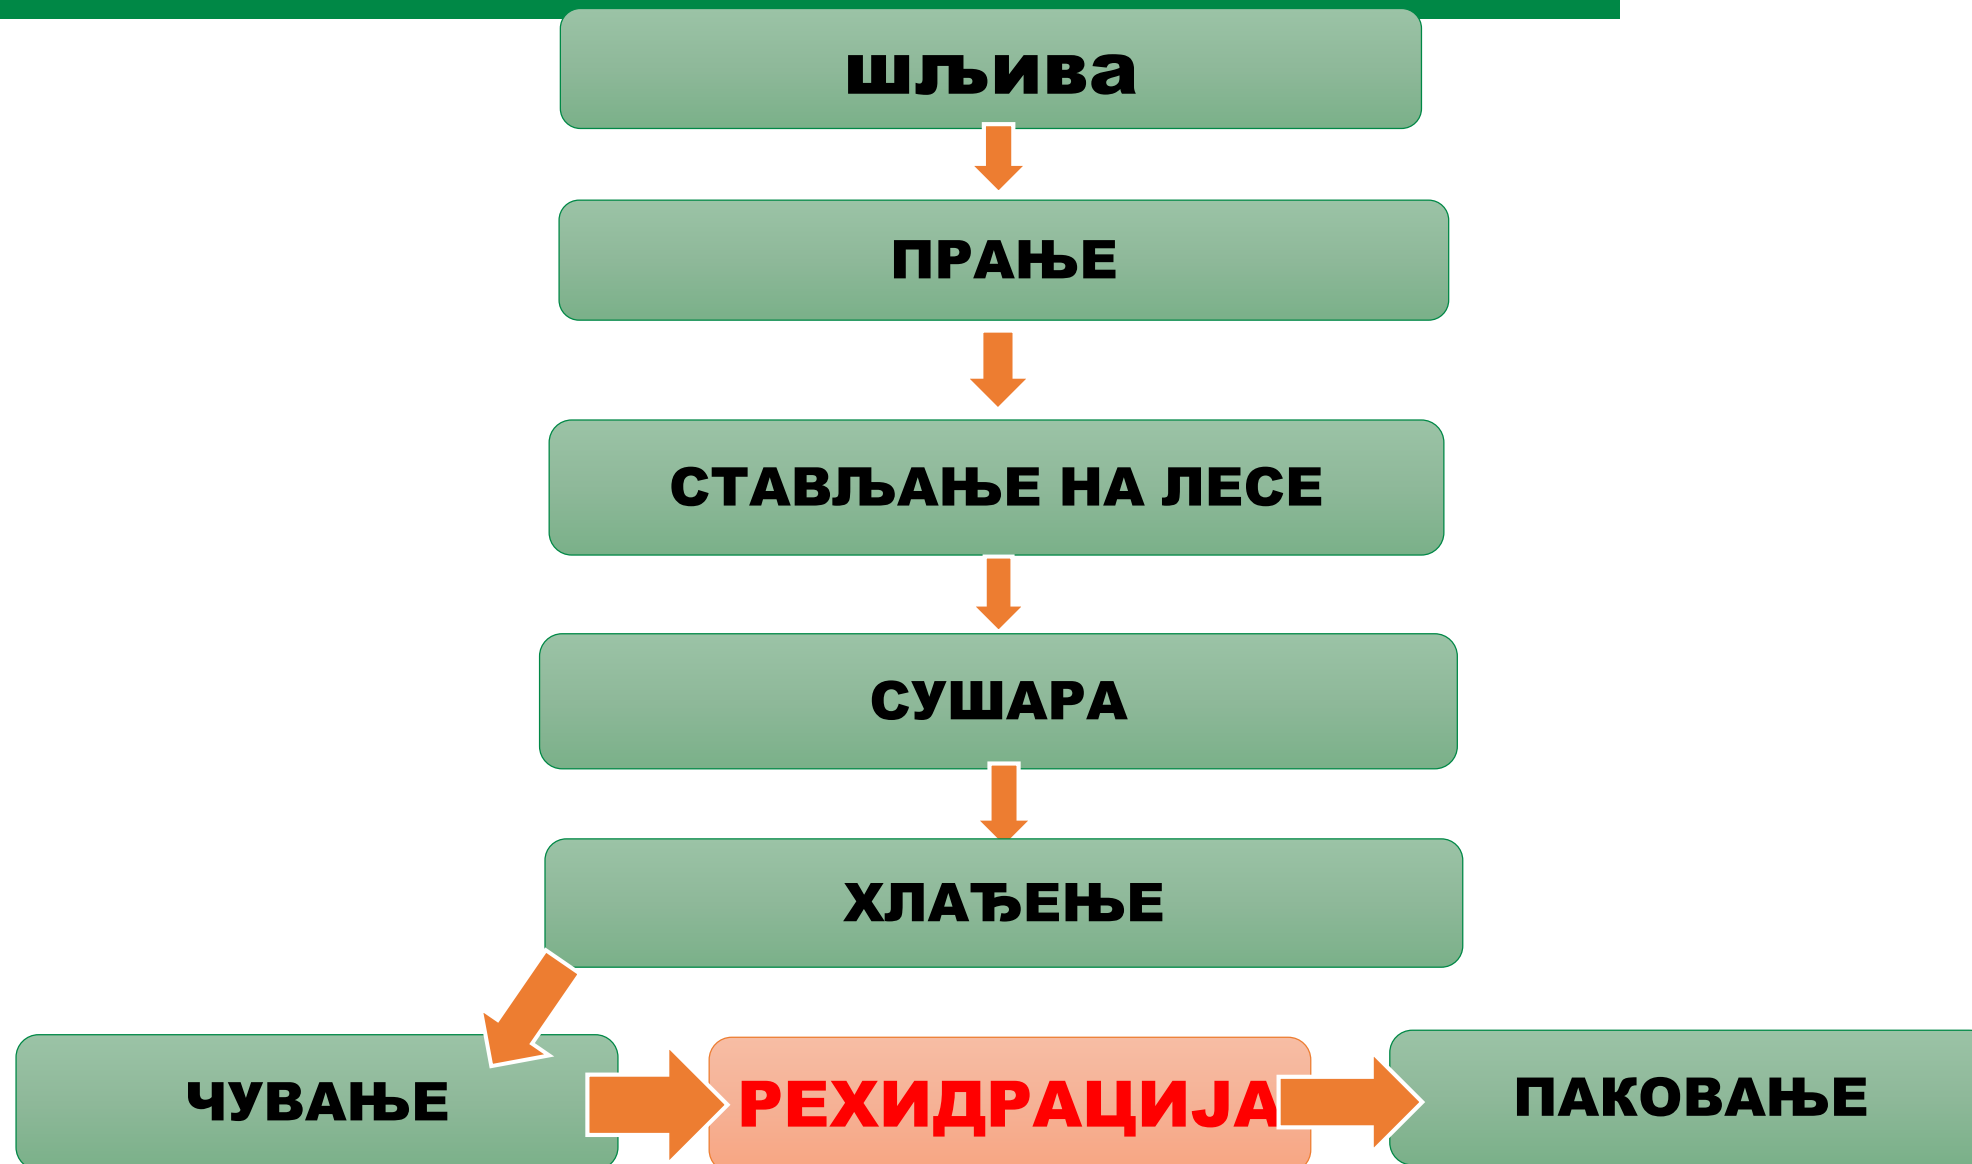 шљива
ПРАЊЕ
СТАВЉАЊЕ НА ЛЕСЕ
СУШАРА
ХЛАЂЕЊЕ
ЧУВАЊЕ
РЕХИДРАЦИЈА
ПАКОВАЊЕ